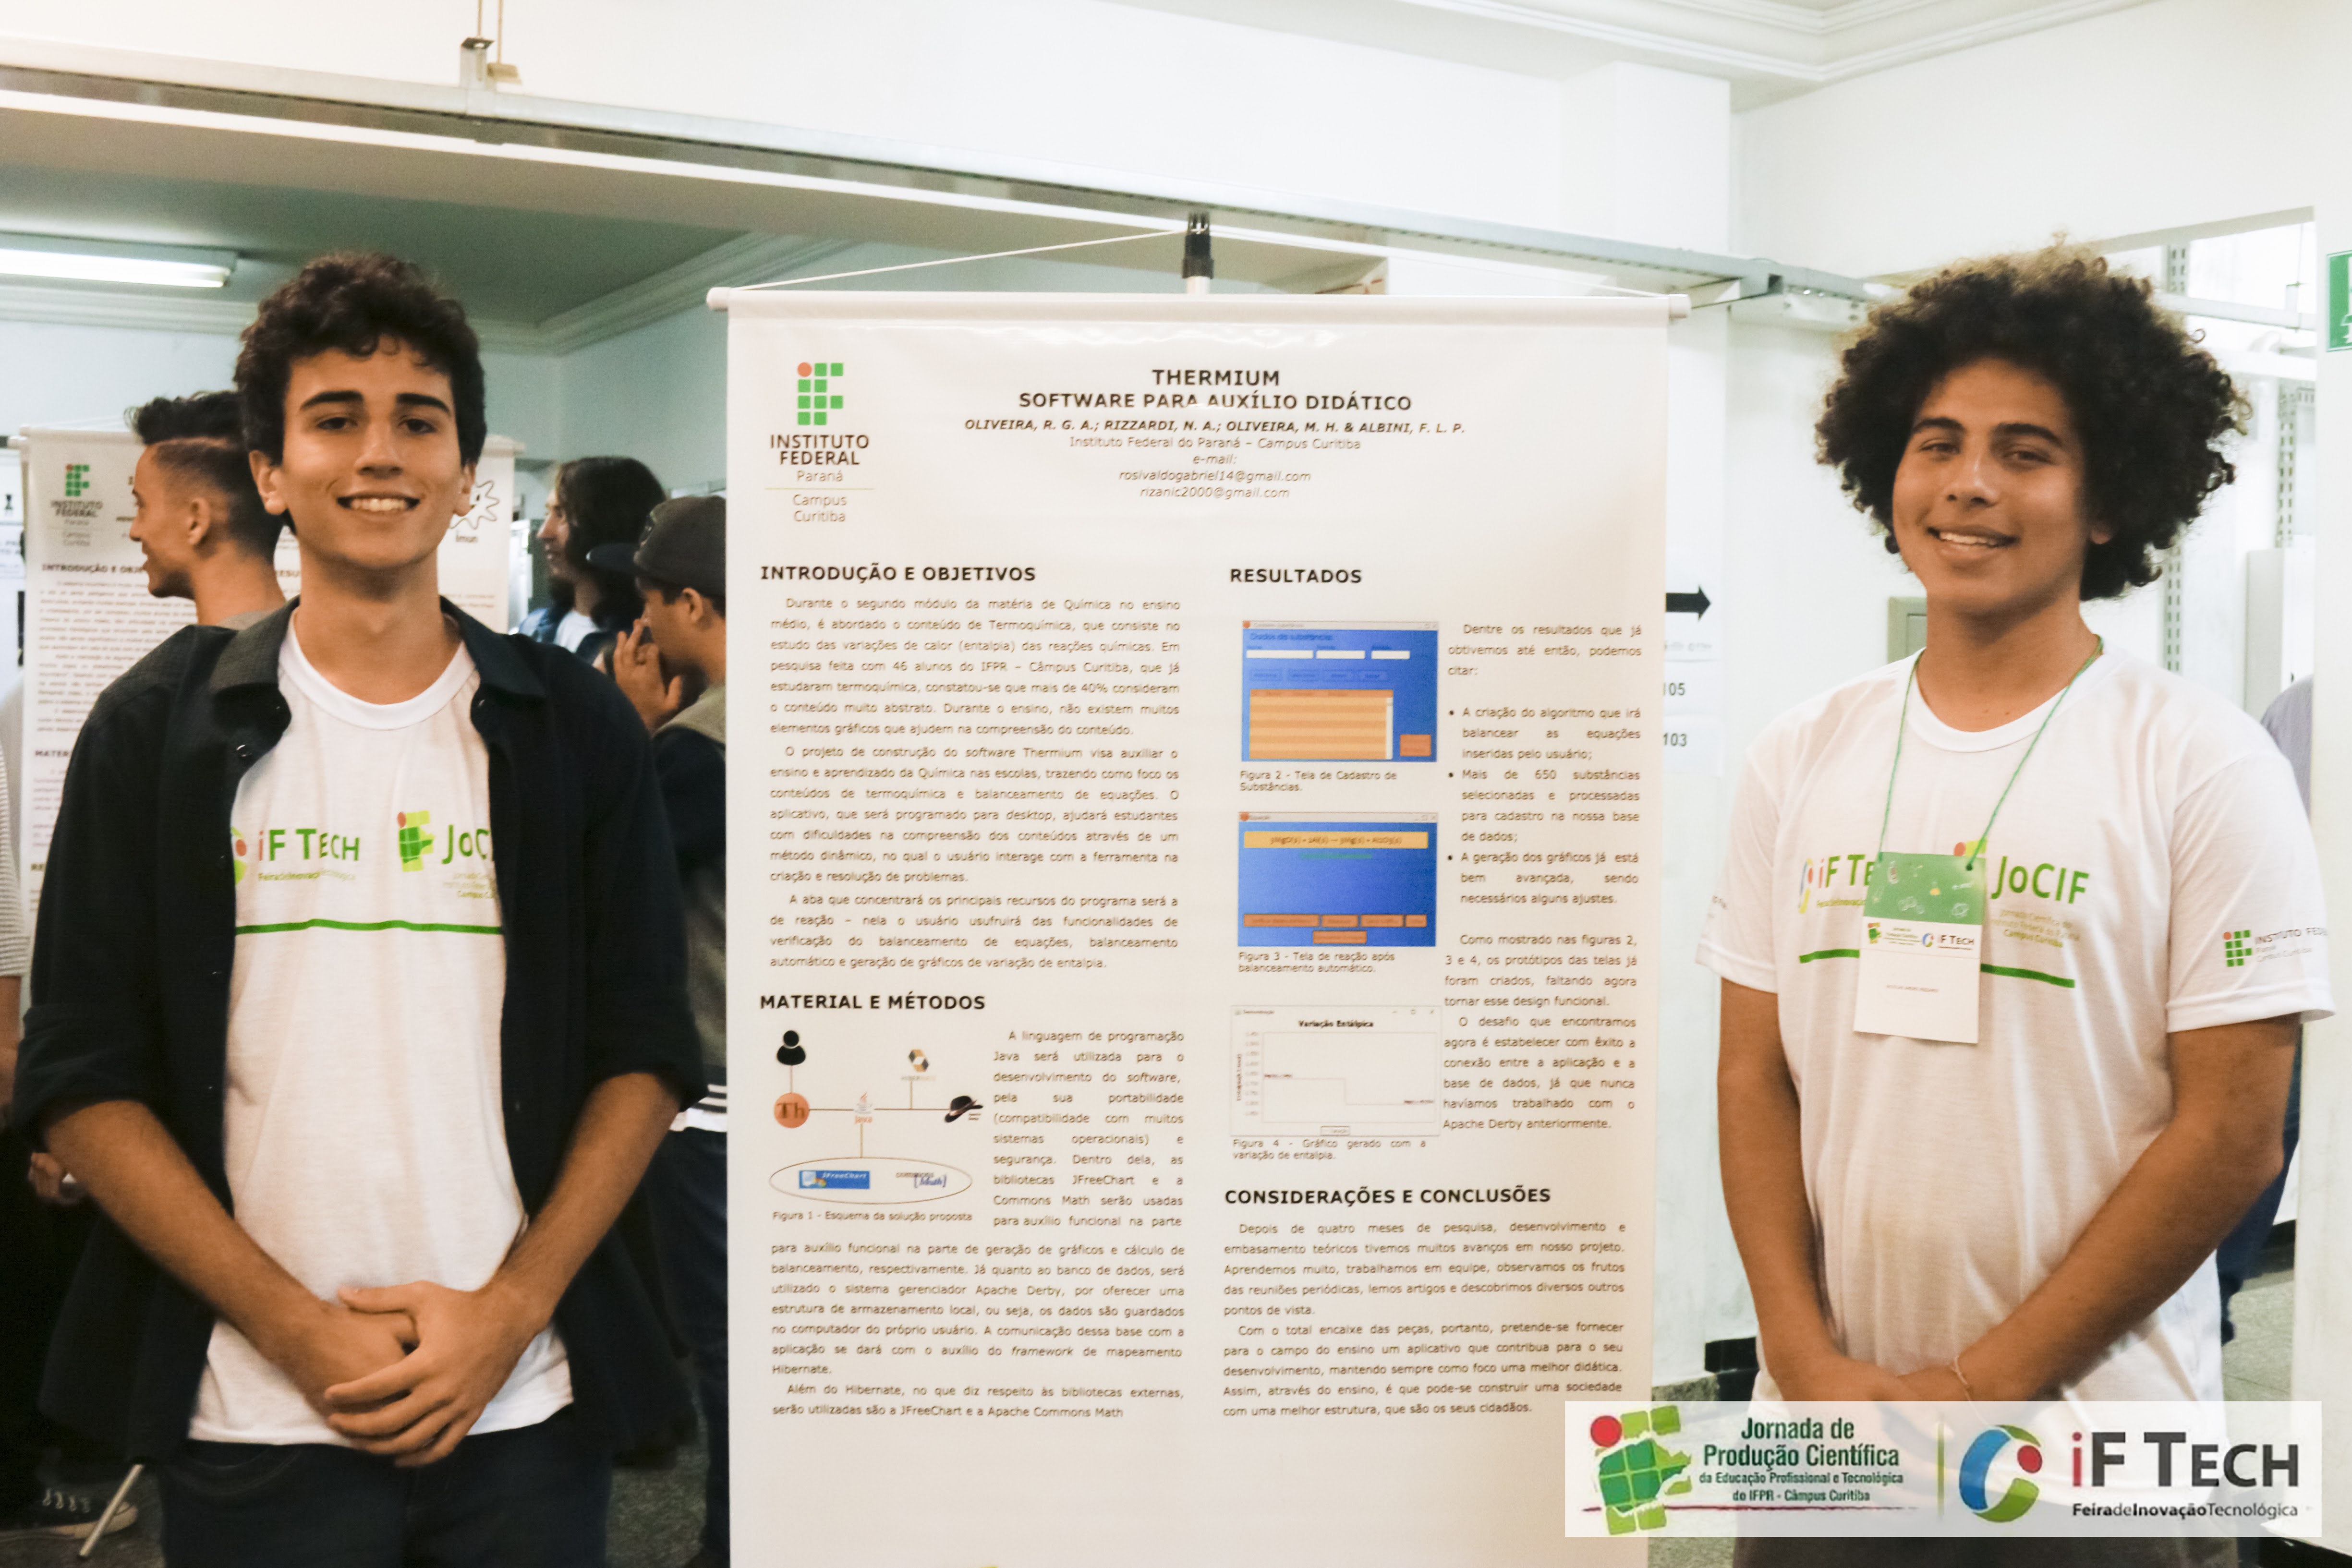 INSTITUTO
FEDERAL
Paraná
Campus
Curitiba
THERMIUM
SOFTWARE PARA AUXÍLIO DIDÁTICO
OLIVEIRA, R. G. A.; RIZZARDI, N. A.; OLIVEIRA, M. H. & ALBINI, F. L. P.
Instituto Federal do Paraná – Campus Curitiba
e-mail:
rosivaldogabriel14@gmail.com
rizanic2000@gmail.com
INTRODUÇÃO E OBJETIVOS
Durante o segundo módulo da matéria de Química no ensino
médio, é abordado o conteúdo de Termoquímica, que consiste no
estudo das variações de calor (entalpia) das reações químicas. Em
pesquisa feita com 46 alunos do IFPR – Câmpus Curitiba, que já
estudaram termoquímica, constatou-se que mais de 40% consideram
o conteúdo muito abstrato. Durante o ensino, não existem muitos
elementos gráficos que ajudem na compreensão do conteúdo.
O projeto de construção do software Thermium visa auxiliar o
ensino e aprendizado da Química nas escolas, trazendo como foco os
conteúdos de termoquímica e balanceamento de equações. O
aplicativo, que será programado para desktop, ajudará estudantes
com dificuldades na compreensão dos conteúdos através de um
método dinâmico, no qual o usuário interage com a ferramenta na
criação e resolução de problemas.
A aba que concentrará os principais recursos do programa será a
de reação – nela o usuário usufruirá das funcionalidades de
verificação do balanceamento de equações, balanceamento
automático e geração de gráficos de variação de entalpia.
MATERIAL E MÉTODOS
A linguagem de programação
Java será utilizada para o
desenvolvimento do software,
pela sua portabilidade
(compatibilidade com muitos
sistemas operacionais) e
segurança. Dentro dela, as
bibliotecas JFreeChart e a
Commons Math serão usadas
para auxílio funcional na parte
Th
Java
JFreeChart
Math
Figura 1 - Esquema da solução proposta
para auxílio funcional na parte de geração de gráficos e cálculo de
balanceamento, respectivamente. Já quanto ao banco de dados, será
utilizado o sistema gerenciador Apache Derby, por oferecer uma
estrutura de armazenamento local, ou seja, os dados são guardados
no computador do próprio usuário. A comunicação dessa base com a
aplicação se dará com o auxílio do framework de mapeamento
Hibernate.
Além do Hibernate, no que diz respeito às bibliotecas externas,
serão utilizadas são a JFreeChart e a Apache Commons Math
RESULTADOS
Dados da substância
Figura 2 - Tela de Cadastro de
Substâncias.
Figura 3 - Tela de reação após
balanceamento automático.
Variação Entálpica
Figura 4 - Gráfico gerado com a
variação de entalpia.
Dentre os resultados que já
obtivemos até então, podemos
citar:
• A criação do algoritmo que irá
balancear as equações
inseridas pelo usuário;
• Mais de 650 substâncias
selecionadas e processadas
para cadastro na nossa base
de dados;
• A geração dos gráficos já está
bem avançada, sendo
necessários alguns ajustes.
Como mostrado nas figuras 2,
3 e 4, os protótipos das telas já
foram criados, faltando agora
tornar esse design funcional.
O desafio que encontramos
agora é estabelecer com êxito a
conexão entre a aplicação e a
base de dados, já que nunca
havíamos trabalhado com o
Apache Derby anteriormente.
CONSIDERAÇÕES E CONCLUSÕES
Depois de quatro meses de pesquisa, desenvolvimento e
embasamento teóricos tivemos muitos avanços em nosso projeto.
Aprendemos muito, trabalhamos em equipe, observamos os frutos
das reuniões periódicas, lemos artigos e descobrimos diversos outros
pontos de vista.
Com o total encaixe das peças, portanto, pretende-se fornecer
para o campo do ensino um aplicativo que contribua para o seu
desenvolvimento, mantendo sempre como foco uma melhor didática.
Assim, através do ensino, é que pode-se construir uma sociedade
com uma melhor estrutura, que são os seus cidadãos.
INSTITUTO
FEDERAL
Paraná
Campus
Curitiba
INTRODUÇÃO E OBJ
ímun
iF TECH
JoC
105
103
iF TE
JoCIF
Campus Curitiba
iF TECH
INSTITUTO FE
Jornada de
Produção Científica
da Educação Profissional e Tecnológica
do IFPR - Câmpus Curitiba
iF TECH
FeiradeInovaçãoTecnológica